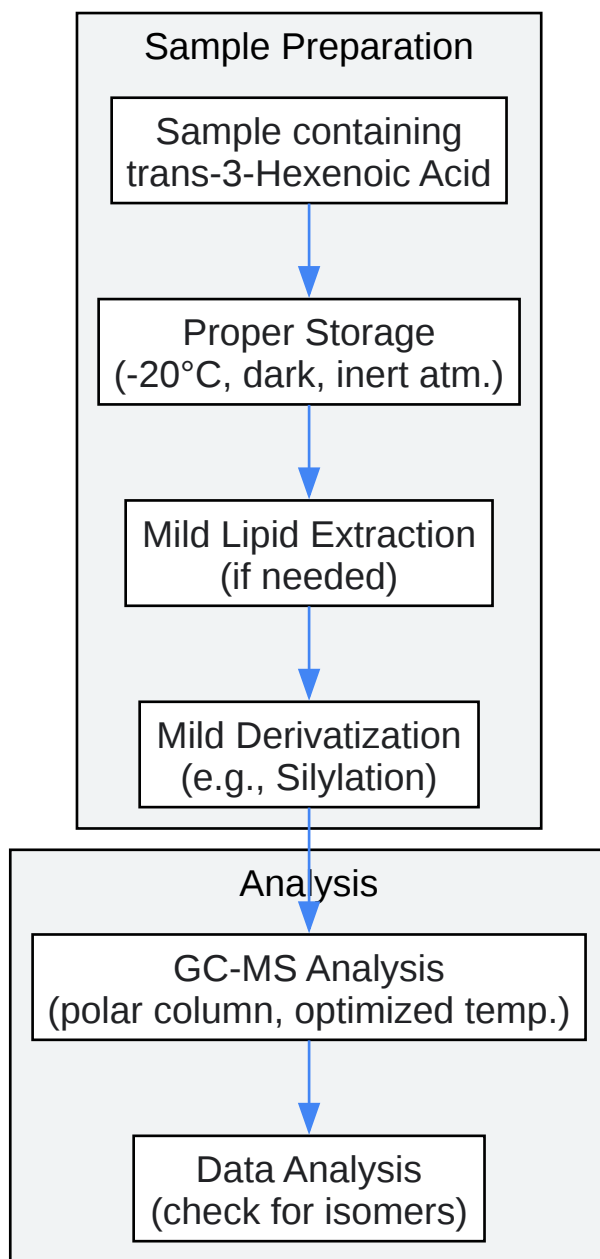 Sample Preparation
Sample containing
trans-3-Hexenoic Acid
Proper Storage
(-20°C, dark, inert atm.)
Mild Lipid Extraction
(if needed)
Mild Derivatization
(e.g., Silylation)
Analysis
GC-MS Analysis
(polar column, optimized temp.)
Data Analysis
(check for isomers)